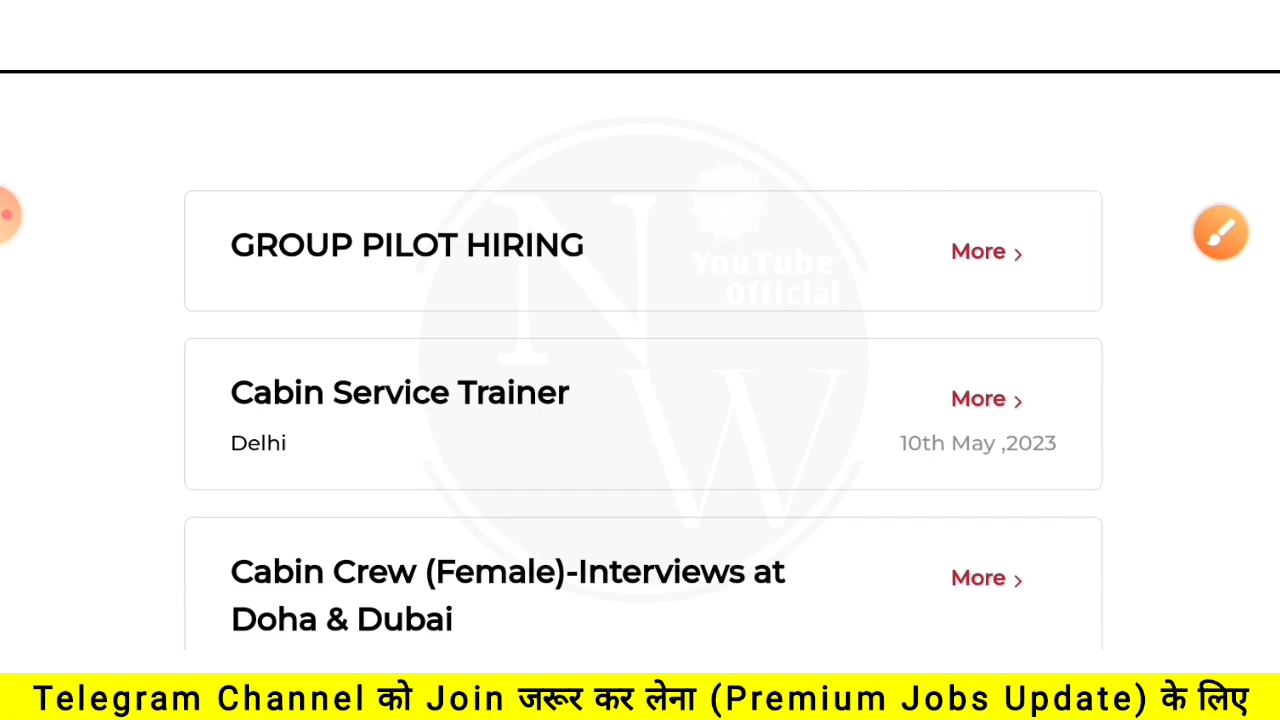 GROUP PILOT HIRING
More
YouTube
Official
Cabin Service Trainer
More
Delhi
10th May ,2023
N
W
Cabin Crew (Female)-Interviews at
Doha & Dubai
More
Telegram Channel को Join जरूर कर लेना (Premium Jobs Update) के लिए